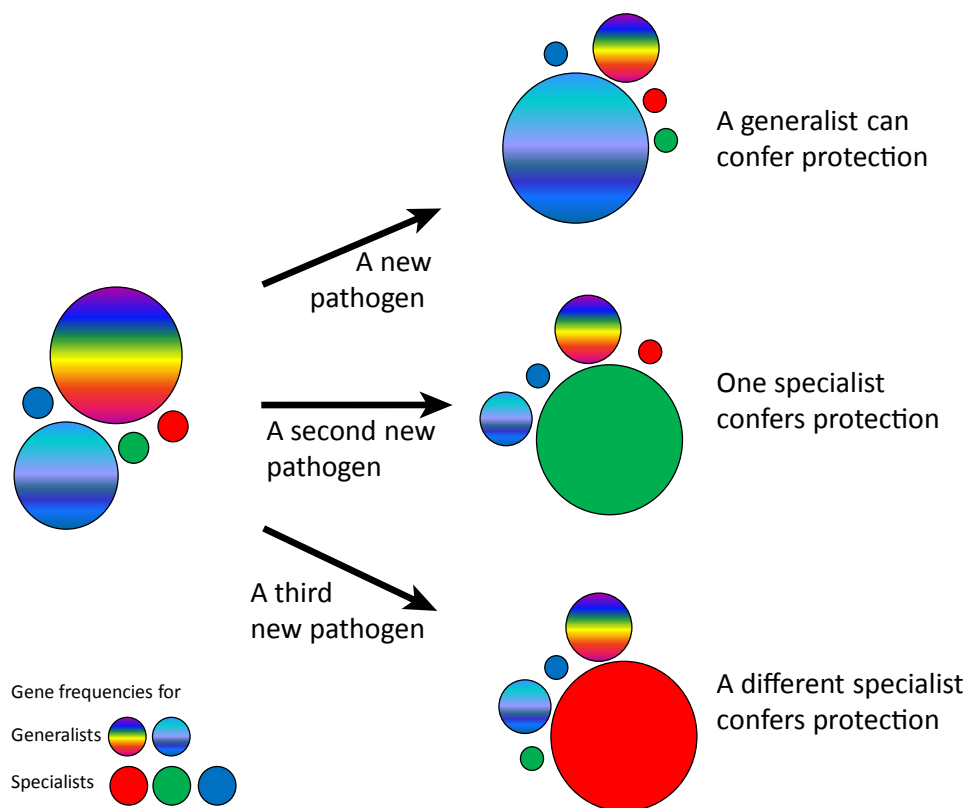 A generalist can
confer protection
A new
pathogen
One specialist
confers protection
A second new
pathogen
A third
new pathogen
A different specialist
confers protection
Gene frequencies for
Generalists
Specialists